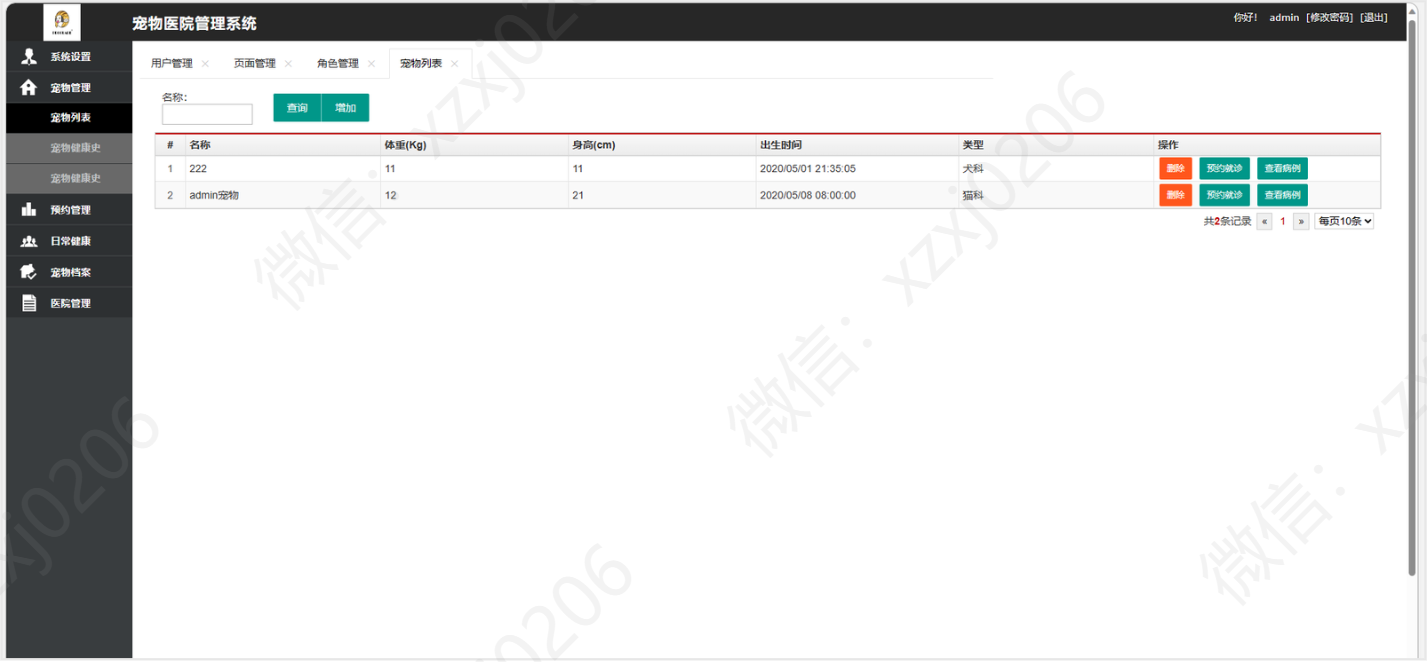 宠物医院管理系统
你好! admin [修改密码] [退出]
系统设置
宠物管理
宠物列表
宠物健康史
宠物健康史
预约管理
日常健康
宠物档案
医院管理
用户管理 × 页面管理 × 角色管理 × 宠物列表 ×
名称:
查询 增加
# 名称 体重(Kg) 身高(cm) 出生时间 类型 操作
1 222 11 11 2020/05/01 21:35:05 犬科 删除 预约就诊 查看病例
2 admin宠物 12 21 2020/05/08 08:00:00 猫科 删除 预约就诊 查看病例
共2条记录 « 1 » 每页10条
微信: xzxj0206
微信: xzxj0206
微信: xzxj
xzxj0206
0206